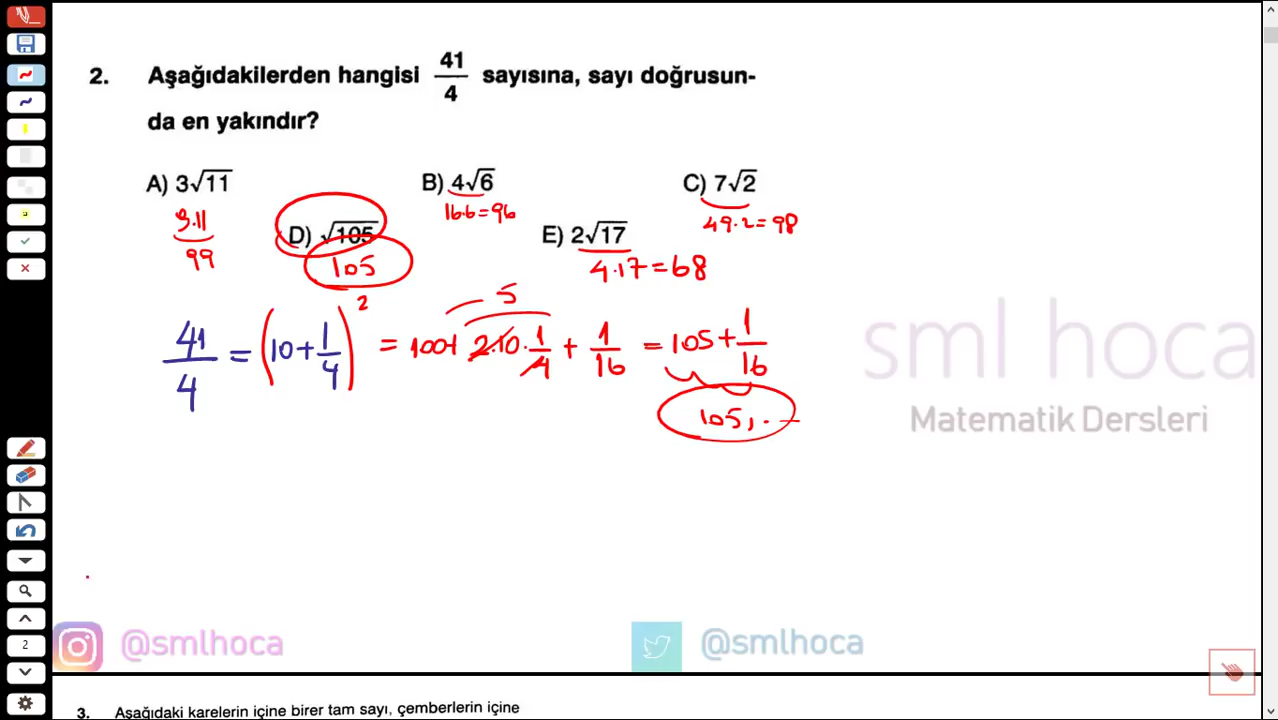 2. Aşağıdakilerden hangisi 41/4 sayısına, sayı doğrusun-
da en yakındır?
A) 3√11 B) 4√6 C) 7√2
9.11 16.6=96 49.2=98
99
D) √105 E) 2√17
105 4.17=68
41/4 = (10+1/4)² = 100+ 2.10.1/4 + 1/16 = 105+1/16
5
105,..
sml hoca
Matematik Dersleri
@smlhoca @smlhoca
2
3. Aşağıdaki karelerin içine birer tam sayı, çemberlerin içine